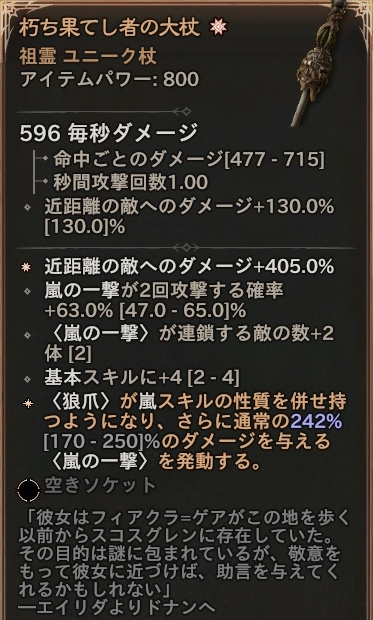 朽ち果てし者の大杖
祖霊 ユニーク杖
アイテムパワー: 800
596 毎秒ダメージ
命中ごとのダメージ[477 - 715]
秒間攻撃回数1.00
近距離の敵へのダメージ+130.0%
[130.0]%
近距離の敵へのダメージ+405.0%
嵐の一撃が2回攻撃する確率
+63.0% [47.0 - 65.0]%
〈嵐の一撃〉が連鎖する敵の数+2
体 [2]
基本スキルに+4 [2 - 4]
〈狼爪〉が嵐スキルの性質を併せ持
つようになり、さらに通常の242%
[170 - 250]%のダメージを与える
〈嵐の一撃〉を発動する。
空きソケット
「彼女はフィアクラ=ゲアがこの地を歩く
以前からスコスグレンに存在していた。
その目的は謎に包まれているが、敬意を
もって彼女に近づけば、助言を与えてく
れるかもしれない」
―エイリダよりドナンへ